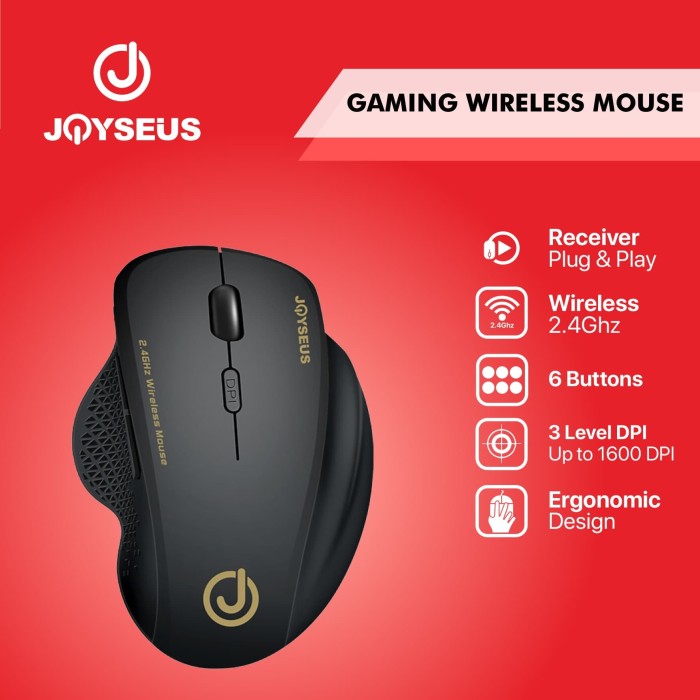 JOYSEUS
GAMING WIRELESS MOUSE
JOYSEUS
2.4GHz Wireless Mouse
DPI
Receiver
Plug & Play
2.4Ghz
Wireless
2.4Ghz
6 Buttons
3 Level DPI
Up to 1600 DPI
Ergonomic
Design